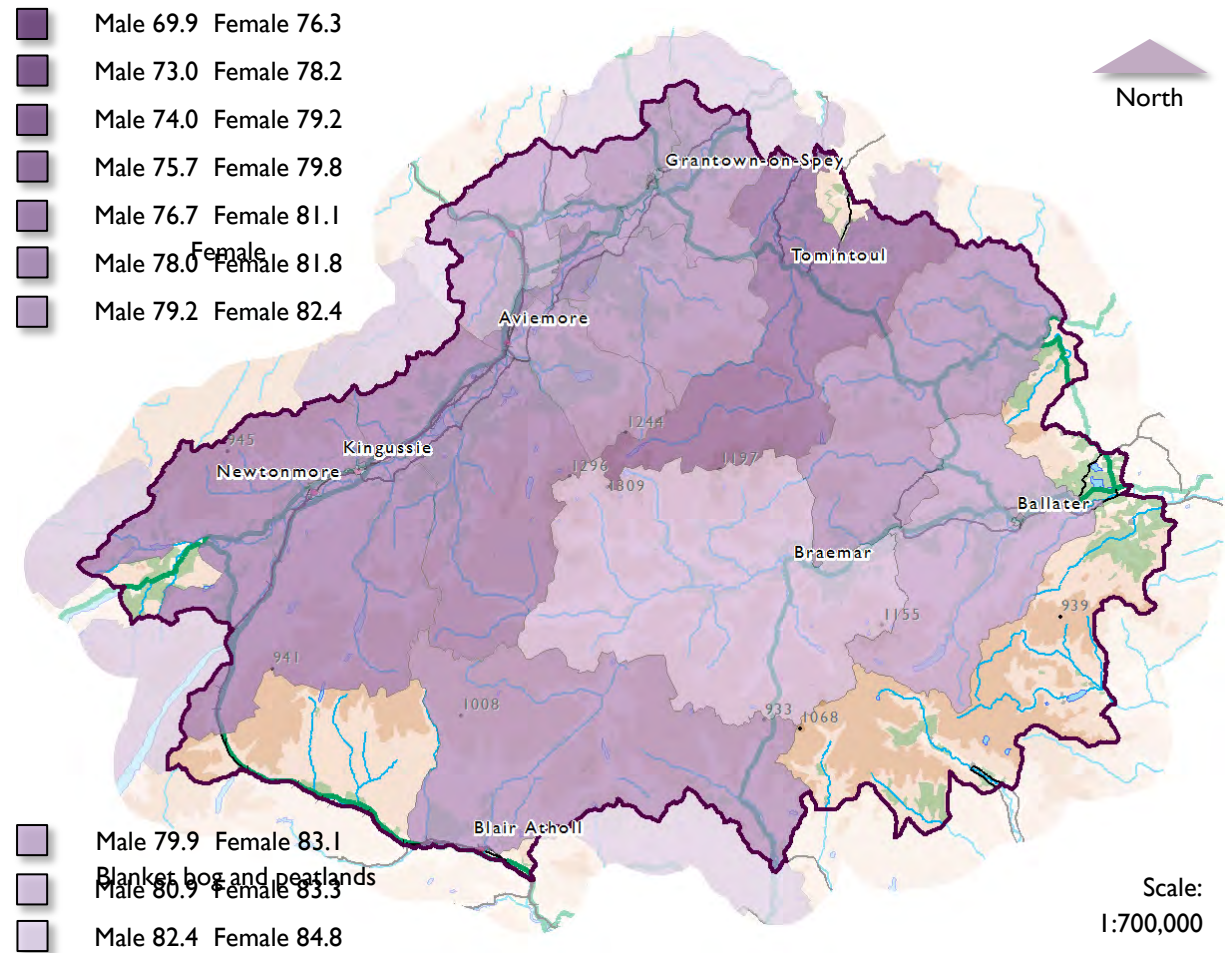 Male 69.9 Female 76.3
Male 73.0 Female 78.2
Male 74.0 Female 79.2
Male 75.7 Female 79.8
Male 76.7 Female 81.1
Female
Male 78.0 Female 81.8
Male 79.2 Female 82.4
North
Grantown-on-Spey
Tomintoul
Aviemore
1244
945
Kingussie
Newtonmore
1296
1197
1309
Ballater
Braemar
939
1155
941
1008
933
1068
Blair Atholl
Male 79.9 Female 83.1
Blanket bog and peatlands
Male 80.9 Female 83.3
Male 82.4 Female 84.8
Scale:
1:700,000